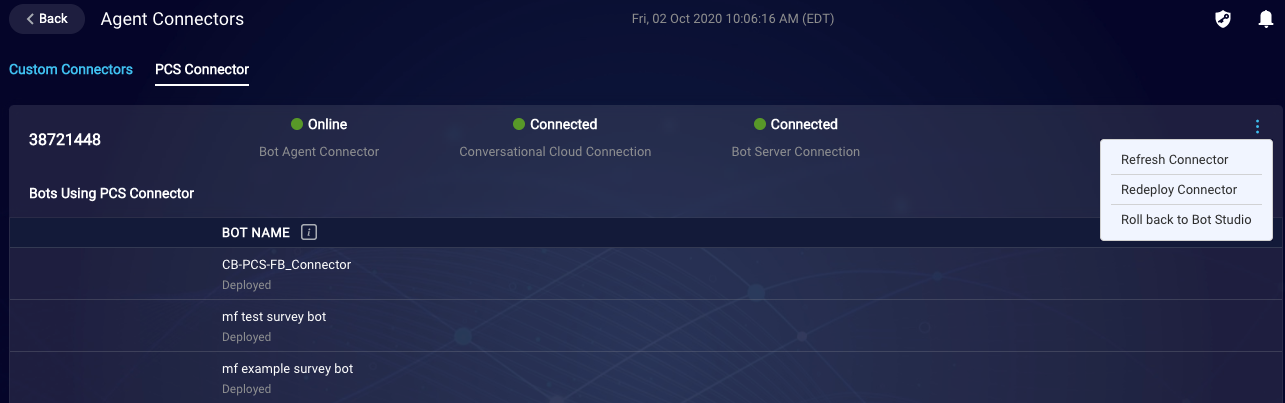 Back
Agent Connectors
Fri, 02 Oct 2020 10:06:16 AM (EDT)
Custom Connectors
PCS Connector
38721448
Online
Connected
Connected
Bot Agent Connector
Conversational Cloud Connection
Bot Server Connection
Refresh Connector
Redeploy Connector
Roll back to Bot Studio
Bots Using PCS Connector
BOT NAME i
CB-PCS-FB_Connector
Deployed
mf test survey bot
Deployed
mf example survey bot
Deployed